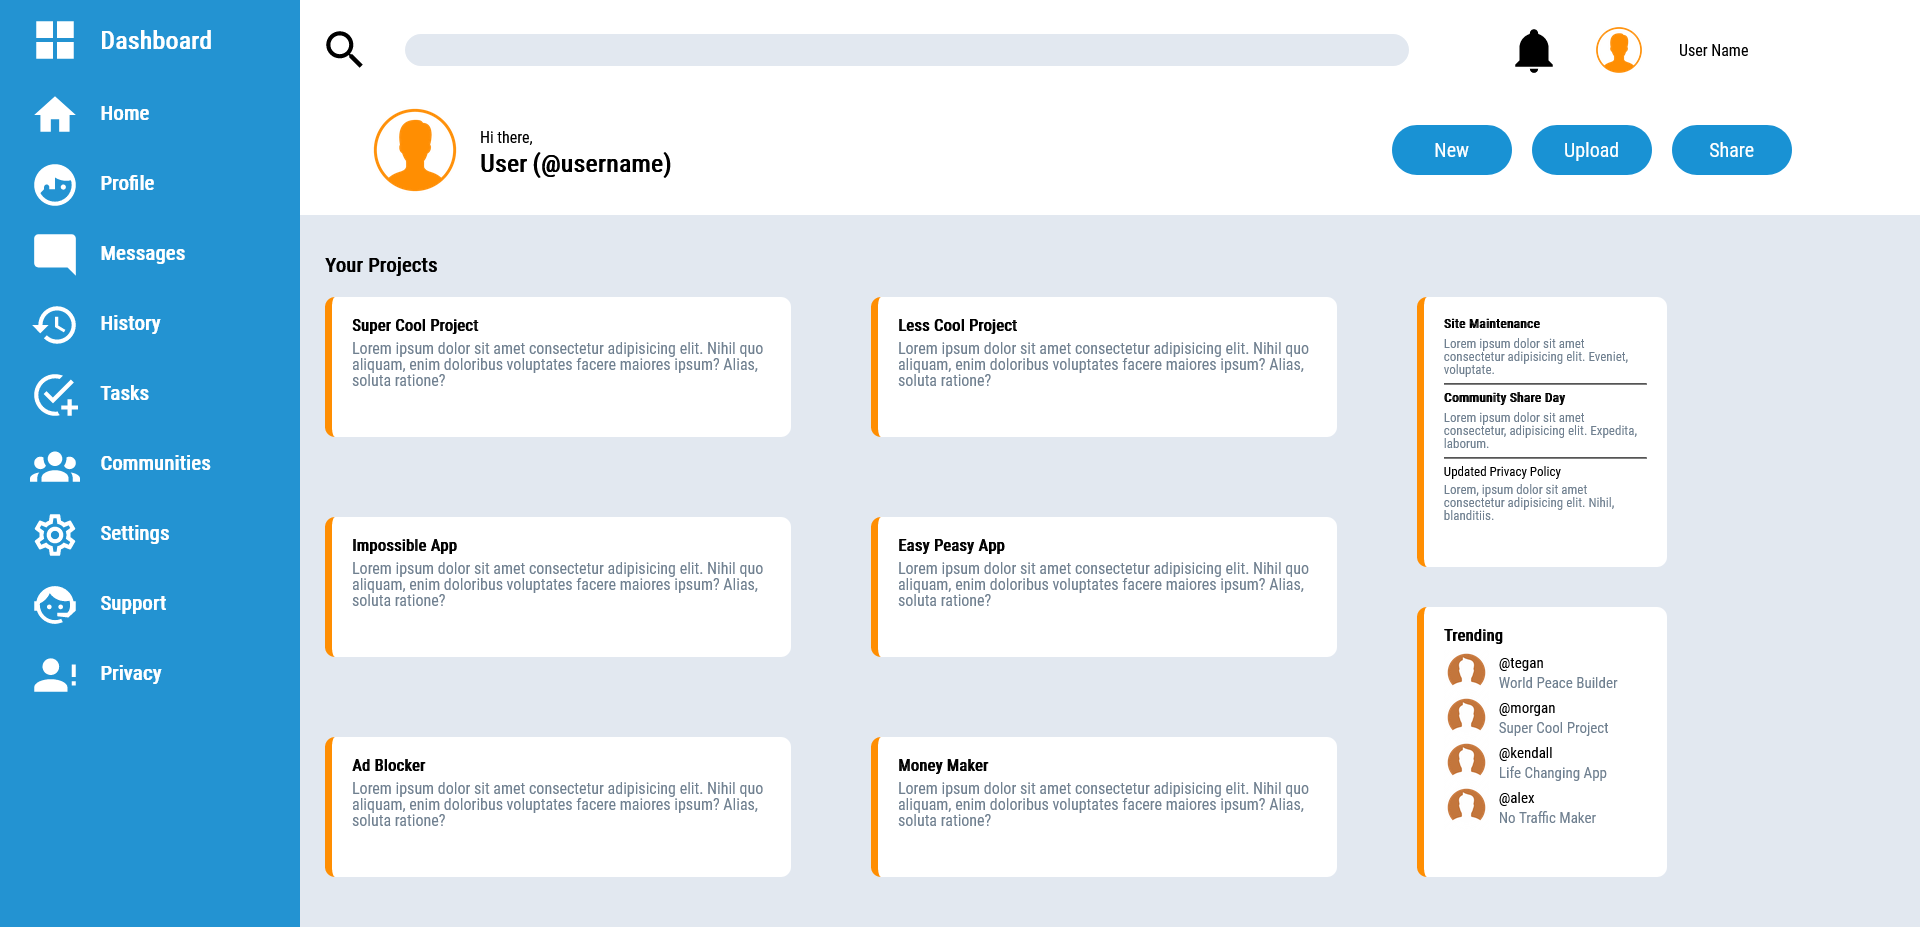 Dashboard
Home
Profile
Messages
History
Tasks
Communities
Settings
Support
Privacy
User Name
Hi there,
User (@username)
New
Upload
Share
Your Projects
Super Cool Project
Lorem ipsum dolor sit amet consectetur adipisicing elit. Nihil quo
aliquam, enim doloribus voluptates facere maiores ipsum? Alias,
soluta ratione?
Less Cool Project
Lorem ipsum dolor sit amet consectetur adipisicing elit. Nihil quo
aliquam, enim doloribus voluptates facere maiores ipsum? Alias,
soluta ratione?
Impossible App
Lorem ipsum dolor sit amet consectetur adipisicing elit. Nihil quo
aliquam, enim doloribus voluptates facere maiores ipsum? Alias,
soluta ratione?
Easy Peasy App
Lorem ipsum dolor sit amet consectetur adipisicing elit. Nihil quo
aliquam, enim doloribus voluptates facere maiores ipsum? Alias,
soluta ratione?
Ad Blocker
Lorem ipsum dolor sit amet consectetur adipisicing elit. Nihil quo
aliquam, enim doloribus voluptates facere maiores ipsum? Alias,
soluta ratione?
Money Maker
Lorem ipsum dolor sit amet consectetur adipisicing elit. Nihil quo
aliquam, enim doloribus voluptates facere maiores ipsum? Alias,
soluta ratione?
Site Maintenance
Lorem ipsum dolor sit amet
consectetur adipisicing elit. Eveniet,
voluptate.
Community Share Day
Lorem ipsum dolor sit amet
consectetur, adipisicing elit. Expedita,
laborum.
Updated Privacy Policy
Lorem, ipsum dolor sit amet
consectetur adipisicing elit. Nihil,
blanditiis.
Trending
@tegan
World Peace Builder
@morgan
Super Cool Project
@kendall
Life Changing App
@alex
No Traffic Maker